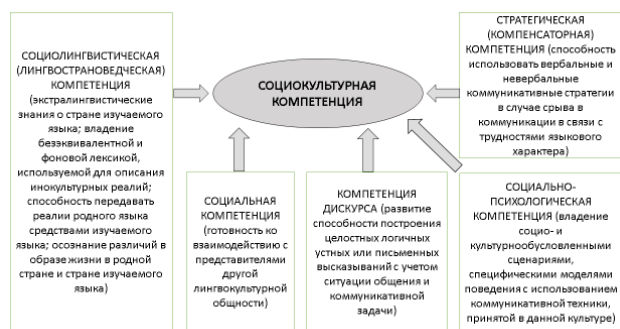 СОЦИОЛИНГВИСТИЧЕСКАЯ
(ЛИНГВОСТРАНОВЕДЧЕСКАЯ)
КОМПЕТЕНЦИЯ
(экстралингвистические
знания о стране изучаемого
языка; владение
безэквивалентной и
фоновой лексикой,
используемой для описания
инокультурных реалий;
способность передавать
реалии родного языка
средствами изучаемого
языка; осознание различий в
образе жизни в родной
стране и стране изучаемого
языка)
СОЦИОКУЛЬТУРНАЯ
КОМПЕТЕНЦИЯ
СТРАТЕГИЧЕСКАЯ
(КОМПЕНСАТОРНАЯ)
КОМПЕТЕНЦИЯ (способность
использовать вербальные и
невербальные
коммуникативные стратегии
в случае срыва в
коммуникации в связи с
трудностями языкового
характера)
СОЦИАЛЬНАЯ
КОМПЕТЕНЦИЯ
(готовность ко
взаимодействию с
представителями
другой
лингвокультурной
общности)
КОМПЕТЕНЦИЯ
ДИСКУРСА (развитие
способности построения
целостных логичных
устных или письменных
высказываний с учетом
ситуации общения и
коммуникативной
задачи)
СОЦИАЛЬНО-
ПСИХОЛОГИЧЕСКАЯ
КОМПЕТЕНЦИЯ (владение
социо- и
культурнообусловленными
сценариями,
специфическими моделями
поведения с использованием
коммуникативной техники,
принятой в данной культуре)